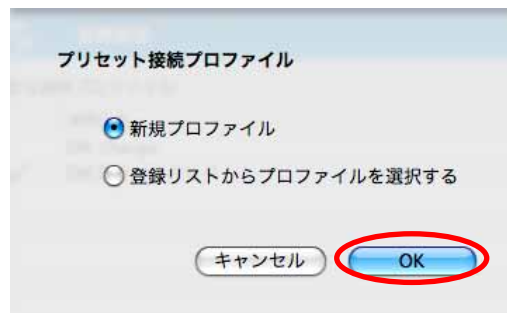 プリセット接続プロファイル
新規プロファイル
登録リストからプロファイルを選択する
キャンセル OK